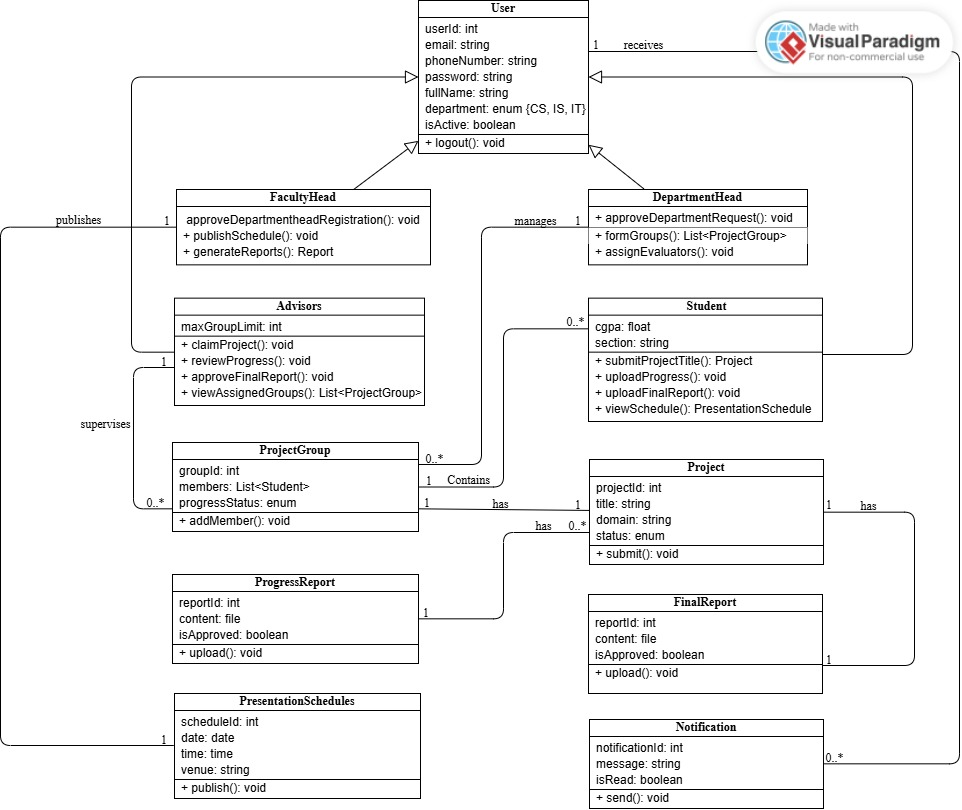 User
userId: int
email: string
phoneNumber: string
password: string
fullName: string
department: enum {CS, IS, IT}
isActive: boolean
+ logout(): void
1 receives
Made with
VisualParadigm
For non-commercial use
FacultyHead
approveDepartmentheadRegistration(): void
+ publishSchedule(): void
+ generateReports(): Report
publishes 1
DepartmentHead
+ approveDepartmentRequest(): void
+ formGroups(): List<ProjectGroup>
+ assignEvaluators(): void
manages 1
Advisors
maxGroupLimit: int
+ claimProject(): void
+ reviewProgress(): void
+ approveFinalReport(): void
+ viewAssignedGroups(): List<ProjectGroup>
1
supervises
0..*
Student
cgpa: float
section: string
+ submitProjectTitle(): Project
+ uploadProgress(): void
+ uploadFinalReport(): void
+ viewSchedule(): PresentationSchedule
0..*
ProjectGroup
groupId: int
members: List<Student>
progressStatus: enum
+ addMember(): void
0..*
1 Contains
1 has 1
Project
projectId: int
title: string
domain: string
status: enum
+ submit(): void
1 has
has 0..*
ProgressReport
reportId: int
content: file
isApproved: boolean
+ upload(): void
1
FinalReport
reportId: int
content: file
isApproved: boolean
+ upload(): void
1
PresentationSchedules
scheduleId: int
date: date
time: time
venue: string
+ publish(): void
1
Notification
notificationId: int
message: string
isRead: boolean
+ send(): void
0..*